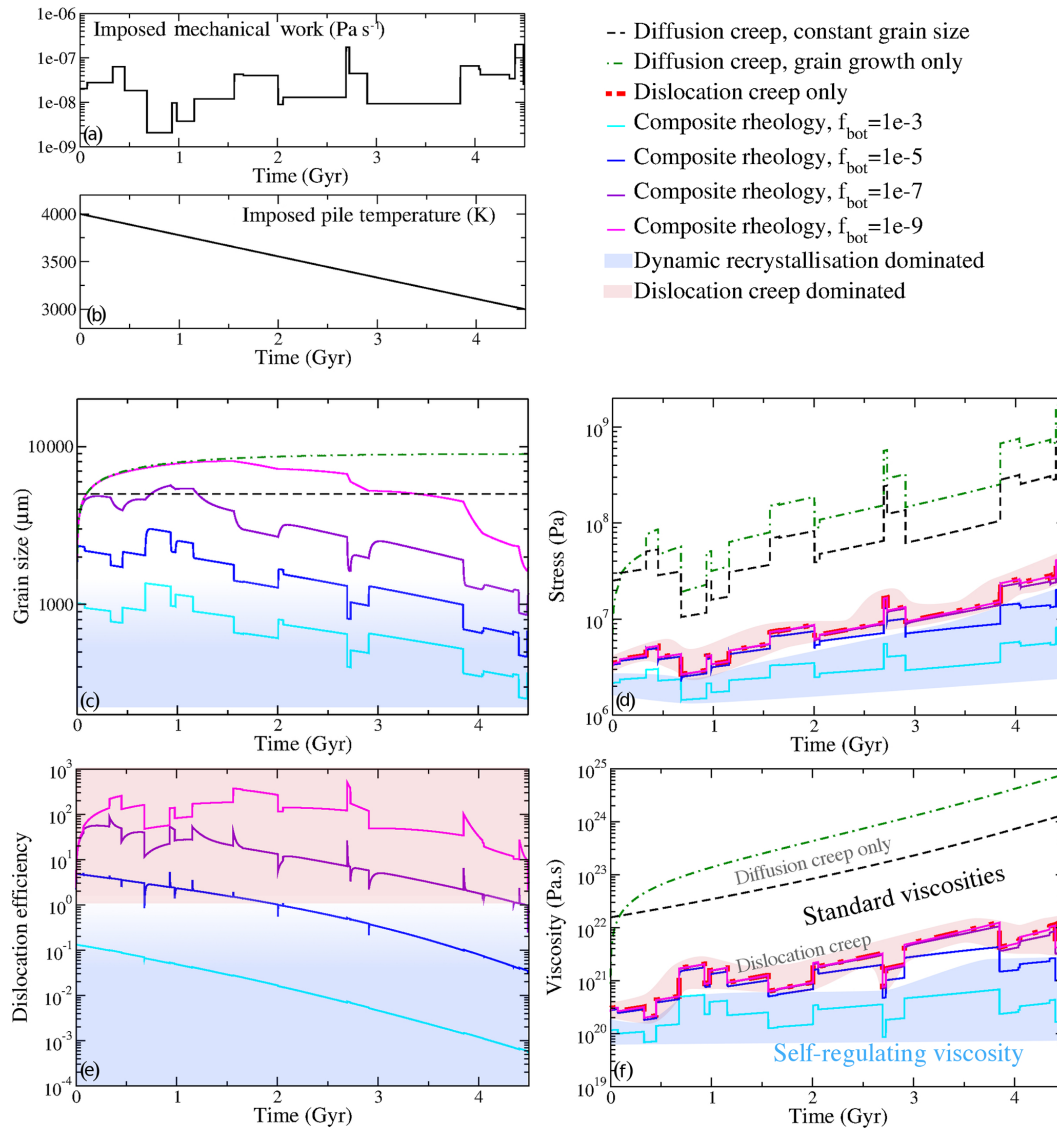 Imposed mechanical work (Pa s⁻¹)
1e-06
1e-07
1e-08
1e-09
(a)
0 1 2 3 4
Time (Gyr)
Imposed pile temperature (K)
4000
3500
3000
(b)
0 1 2 3 4
Time (Gyr)
Diffusion creep, constant grain size
Diffusion creep, grain growth only
Dislocation creep only
Composite rheology, f_bot=1e-3
Composite rheology, f_bot=1e-5
Composite rheology, f_bot=1e-7
Composite rheology, f_bot=1e-9
Dynamic recrystallisation dominated
Dislocation creep dominated
Grain size (μm)
10000
1000
(c)
0 1 2 3 4
Time (Gyr)
Stress (Pa)
10⁹
10⁸
10⁷
10⁶
(d)
0 1 2 3 4
Time (Gyr)
Dislocation efficiency
10³
10²
10¹
10⁰
10⁻¹
10⁻²
10⁻³
10⁻⁴
(e)
0 1 2 3 4
Time (Gyr)
Viscosity (Pa.s)
10²⁵
10²⁴
10²³
10²²
10²¹
10²⁰
10¹⁹
Diffusion creep only
Standard viscosities
Dislocation creep
Self-regulating viscosity
(f)
0 1 2 3 4
Time (Gyr)